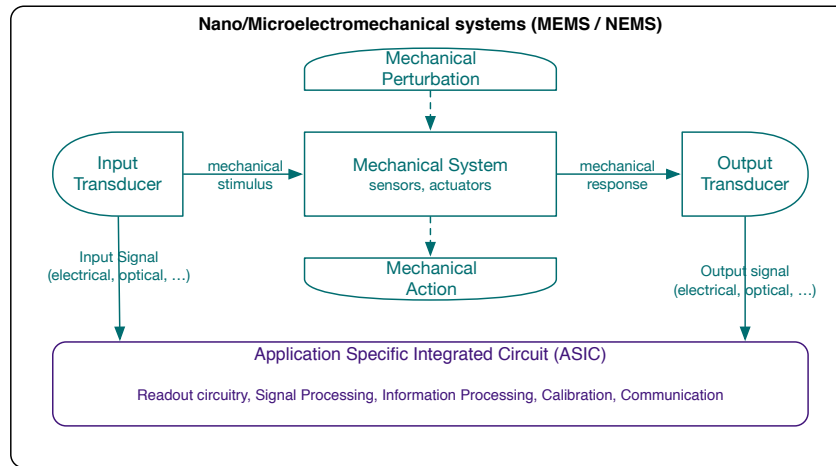 Nano/Microelectromechanical systems (MEMS / NEMS)
Mechanical
Perturbation
Input
Transducer
mechanical
stimulus
Mechanical System
sensors, actuators
mechanical
response
Output
Transducer
Input Signal
(electrical, optical, …)
Mechanical
Action
Output signal
(electrical, optical, …)
Application Specific Integrated Circuit (ASIC)
Readout circuitry, Signal Processing, Information Processing, Calibration, Communication